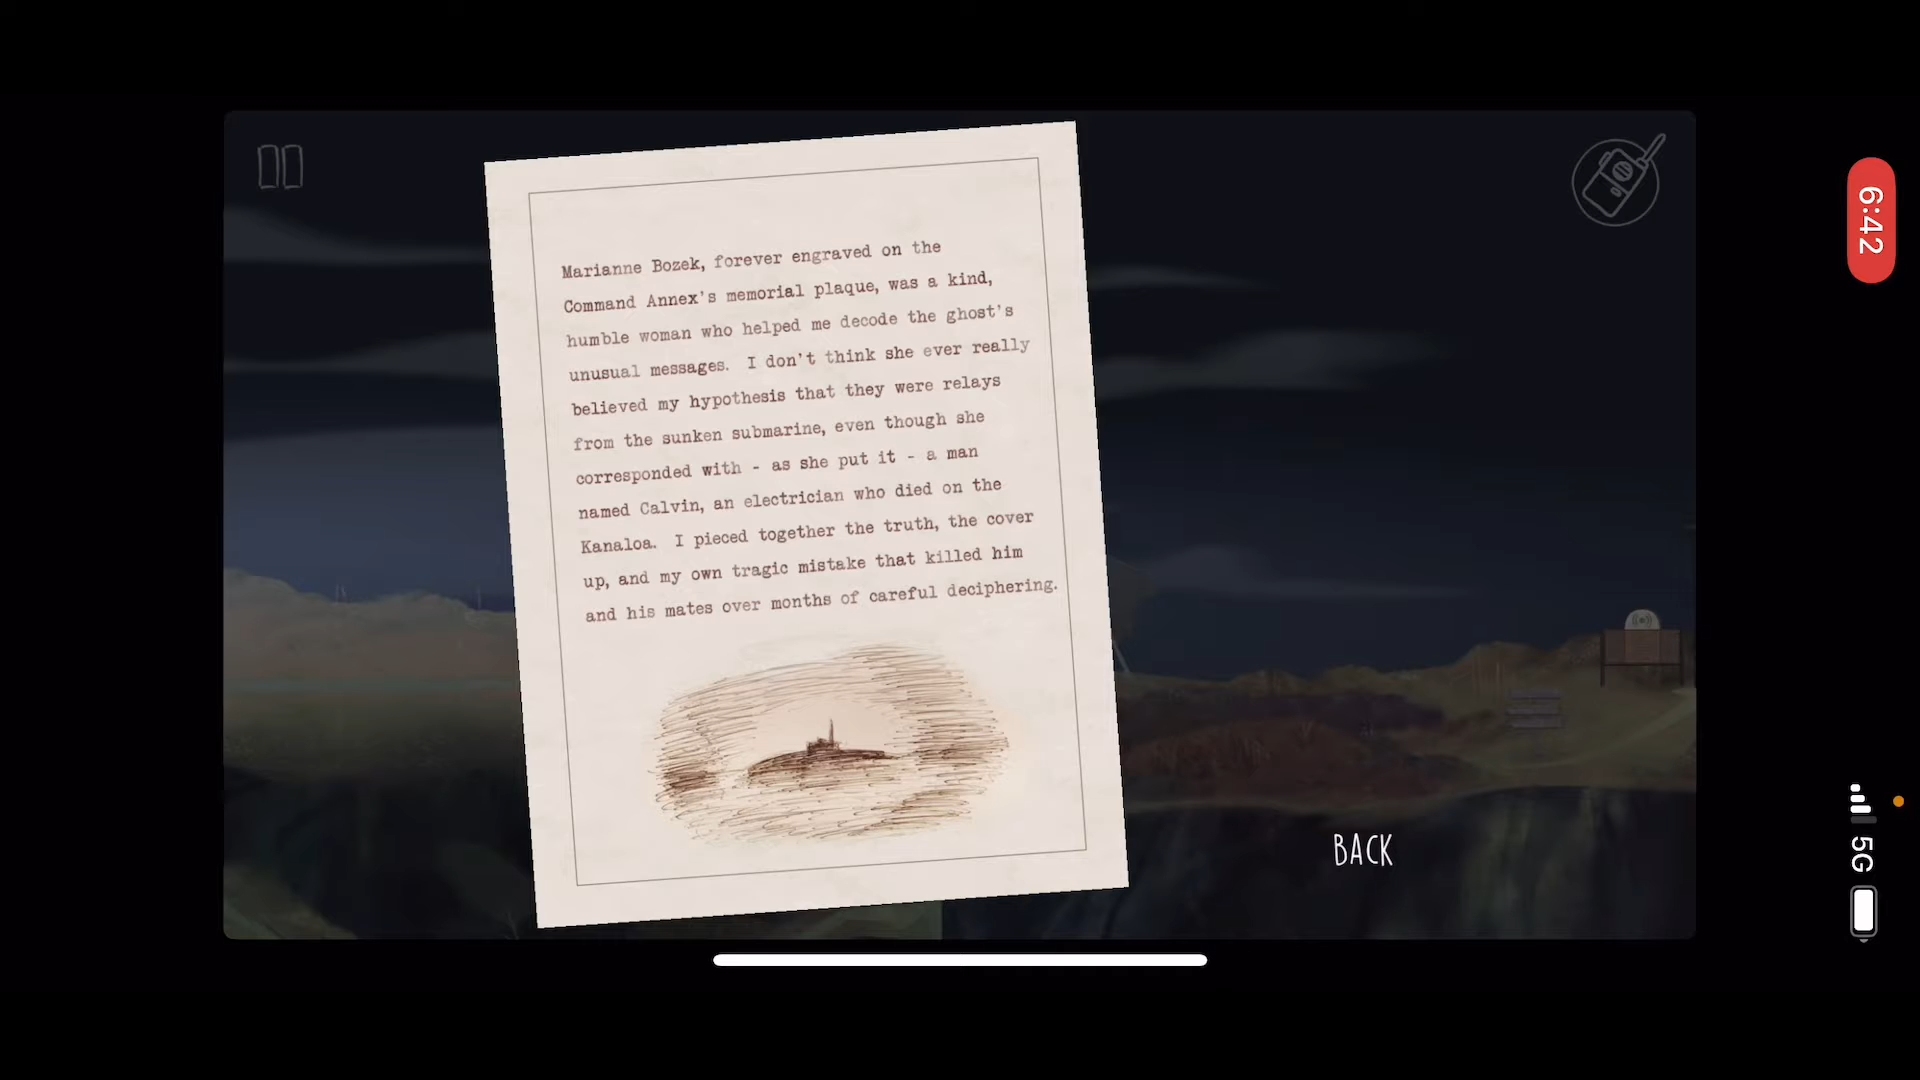 Marianne Bozek, forever engraved on the
Command Annex's memorial plaque, was a kind,
humble woman who helped me decode the ghost's
unusual messages. I don't think she ever really
believed my hypothesis that they were relays
from the sunken submarine, even though she
corresponded with - as she put it - a man
named Calvin, an electrician who died on the
Kanaloa. I pieced together the truth, the cover
up, and my own tragic mistake that killed him
and his mates over months of careful deciphering.
BACK
6:42
5G